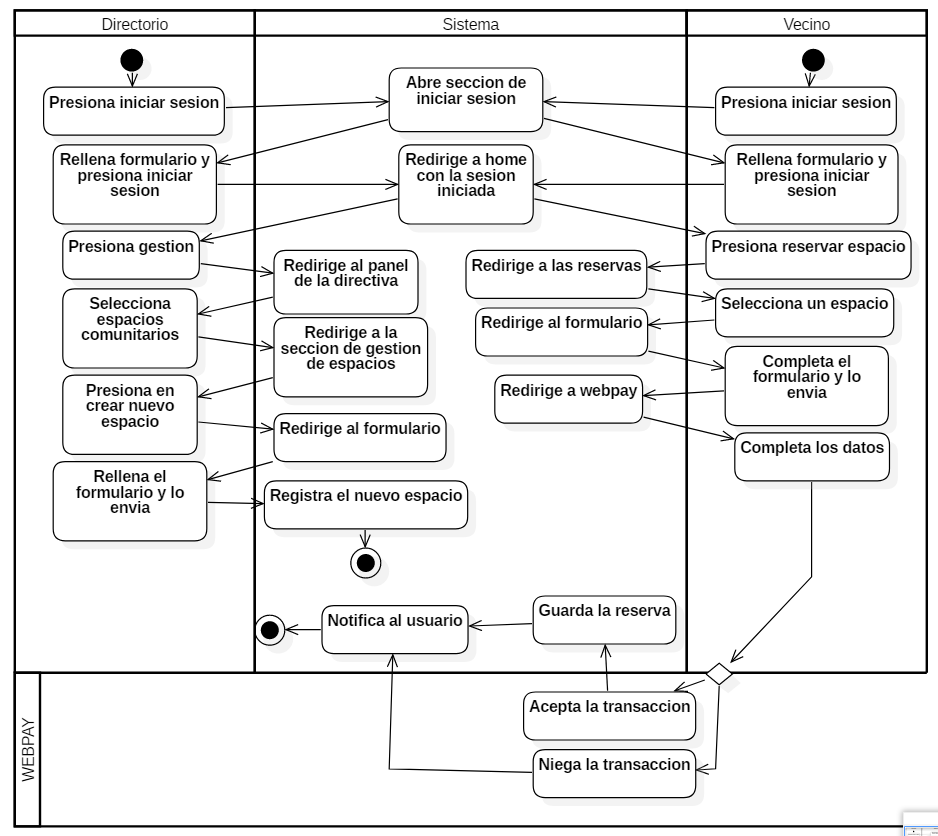 Directorio
Sistema
Vecino
Presiona iniciar sesion
Abre seccion de
iniciar sesion
Presiona iniciar sesion
Rellena formulario y
presiona iniciar
sesion
Redirige a home
con la sesion
iniciada
Rellena formulario y
presiona iniciar
sesion
Presiona gestion
Presiona reservar espacio
Redirige al panel
de la directiva
Redirige a las reservas
Selecciona
espacios
comunitarios
Selecciona un espacio
Redirige a la
seccion de gestion
de espacios
Redirige al formulario
Completa el
formulario y lo
envia
Presiona en
crear nuevo
espacio
Redirige a webpay
Redirige al formulario
Completa los datos
Rellena el
formulario y lo
envia
Registra el nuevo espacio
Notifica al usuario
Guarda la reserva
WEBPAY
Acepta la transaccion
Niega la transaccion